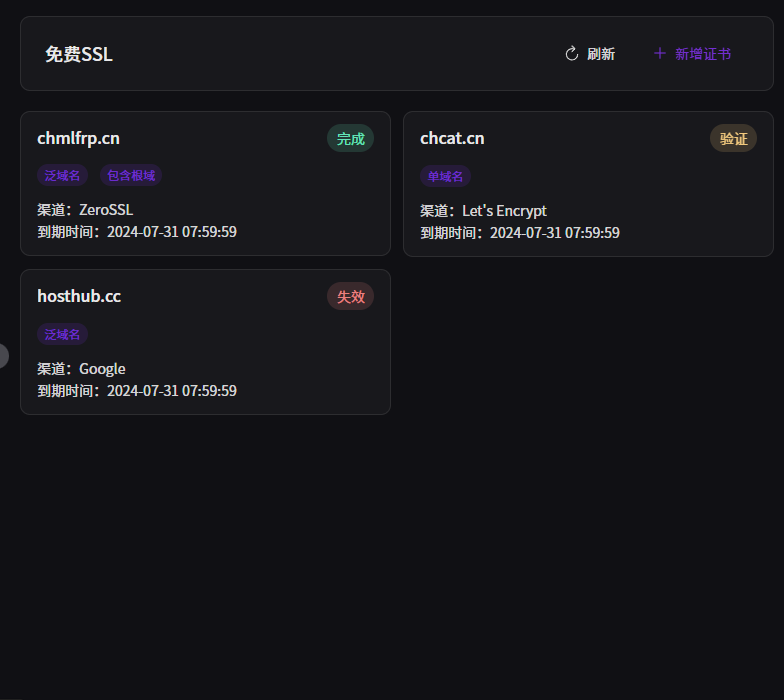 免费SSL
刷新
新增证书
chmlfrp.cn
完成
泛域名
包含根域
渠道：ZeroSSL
到期时间：2024-07-31 07:59:59
chcat.cn
验证
单域名
渠道：Let's Encrypt
到期时间：2024-07-31 07:59:59
hosthub.cc
失效
泛域名
渠道：Google
到期时间：2024-07-31 07:59:59